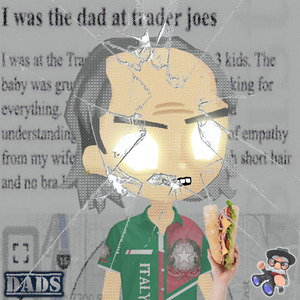 I was the dad at trader joes
I was at the Tra 3 kids. The
baby was gru king for
everything.
understanding of empathy
from my wife h short hair
and no bra
ITALY
DADS